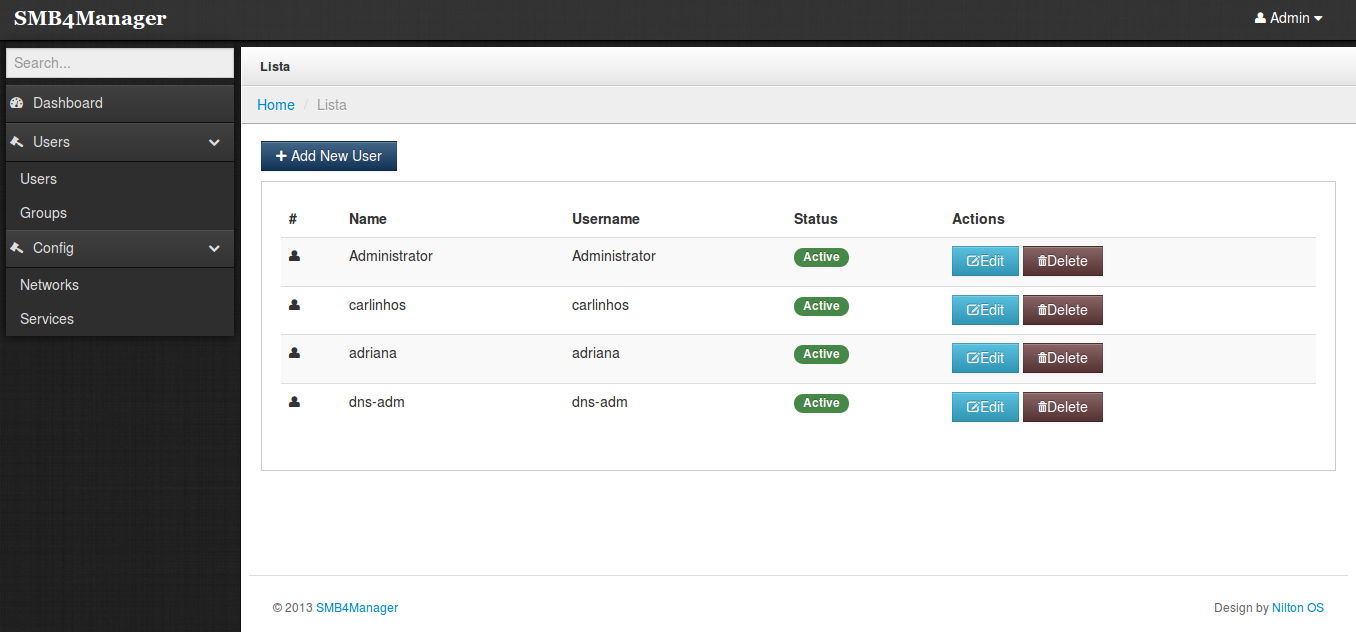 SMB4Manager
Admin
Search...
Dashboard
Users
Users
Groups
Config
Networks
Services
Lista
Home / Lista
Add New User
# Name Username Status Actions
Administrator Administrator Active Edit Delete
carlinhos carlinhos Active Edit Delete
adriana adriana Active Edit Delete
dns-adm dns-adm Active Edit Delete
© 2013 SMB4Manager
Design by Nilton OS